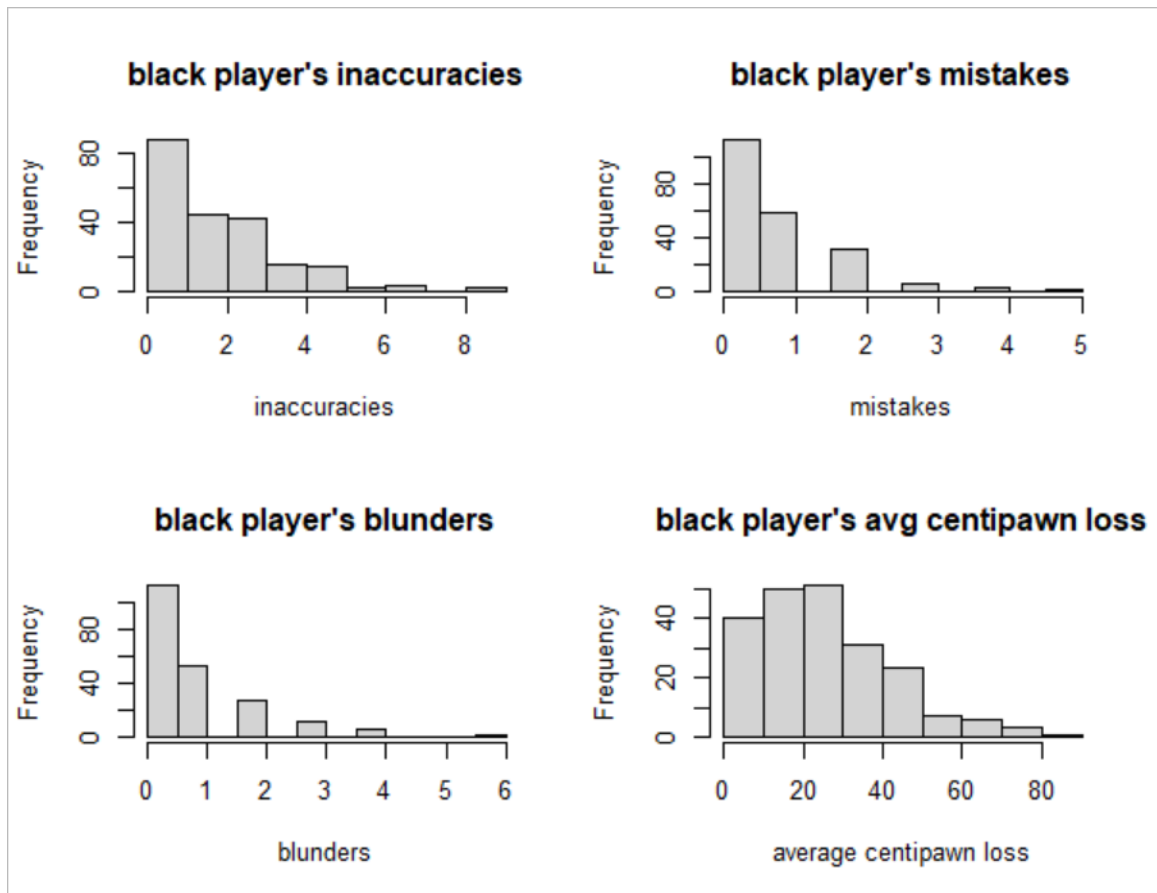 black player's inaccuracies
Frequency
0 40 80
0 2 4 6 8
inaccuracies
black player's mistakes
Frequency
0 40 80
0 1 2 3 4 5
mistakes
black player's blunders
Frequency
0 40 80
0 1 2 3 4 5 6
blunders
black player's avg centipawn loss
Frequency
0 20 40
0 20 40 60 80
average centipawn loss